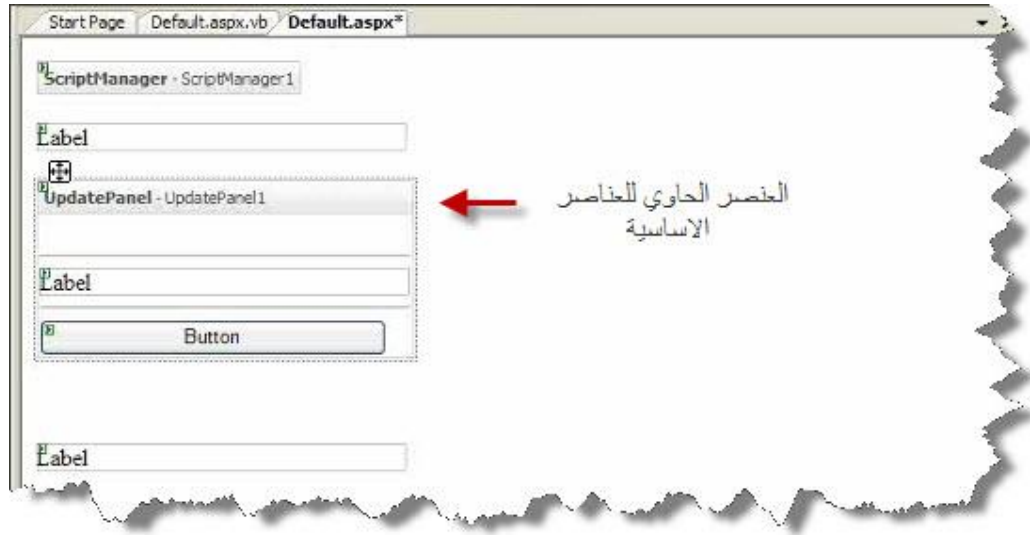 Start Page Default.aspx.vb Default.aspx*
ScriptManager - ScriptManager1
Label
UpdatePanel - UpdatePanel1
العنصر الحاوي للعناصر
الاساسية
Label
Button
Label